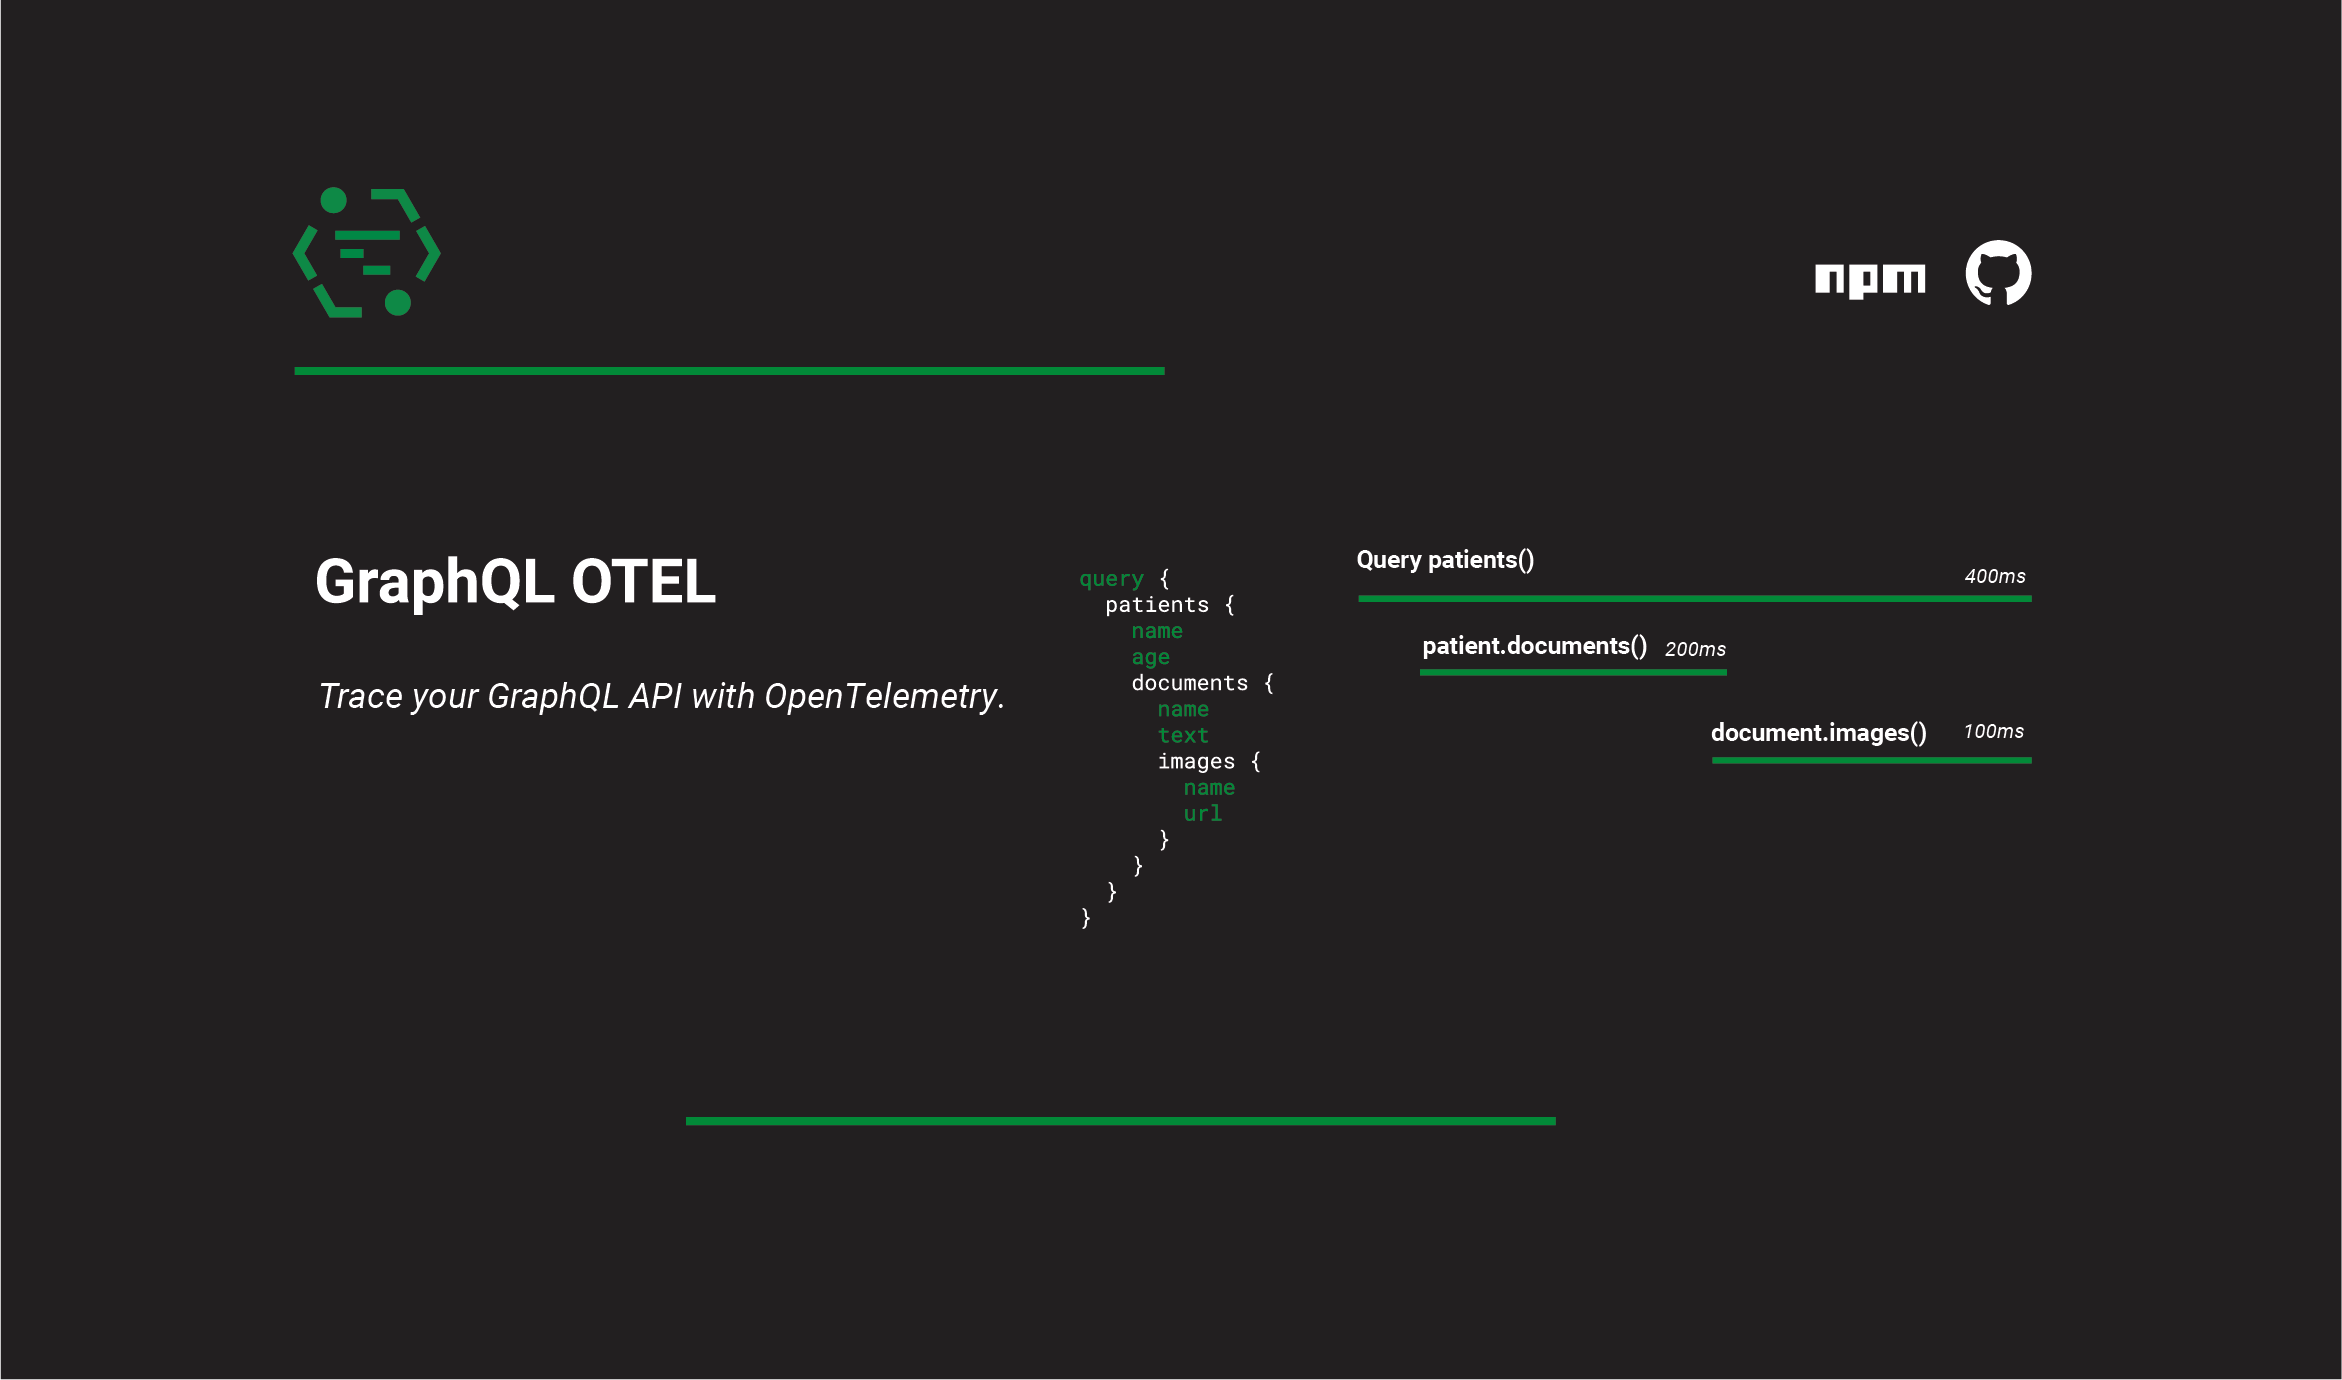 npm
GraphQL OTEL
Trace your GraphQL API with OpenTelemetry.
query {
  patients {
    name
    age
    documents {
      name
      text
      images {
        name
        url
      }
    }
  }
}
Query patients()
400ms
patient.documents() 200ms
document.images() 100ms